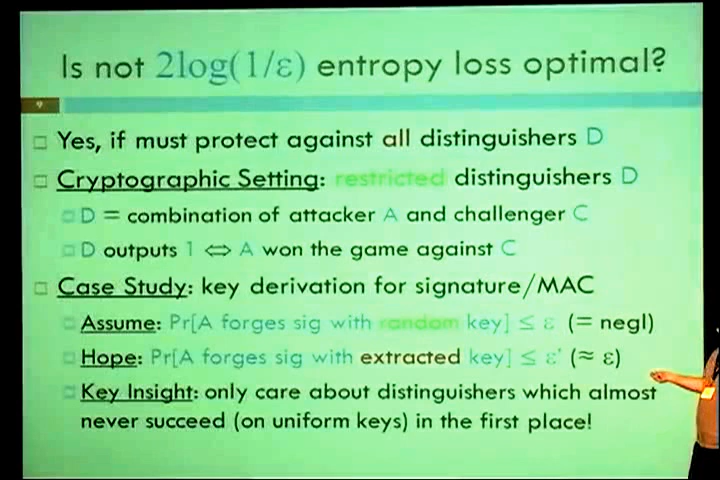 Is not 2log(1/ε) entropy loss optimal?
9
Yes, if must protect against all distinguishers D
Cryptographic Setting: restricted distinguishers D
D = combination of attacker A and challenger C
D outputs 1 ⇔ A won the game against C
Case Study: key derivation for signature/MAC
Assume: Pr[A forges sig with random key] ≤ ε (= negl)
Hope: Pr[A forges sig with extracted key] ≤ ε' (≈ ε)
Key Insight: only care about distinguishers which almost
never succeed (on uniform keys) in the first place!